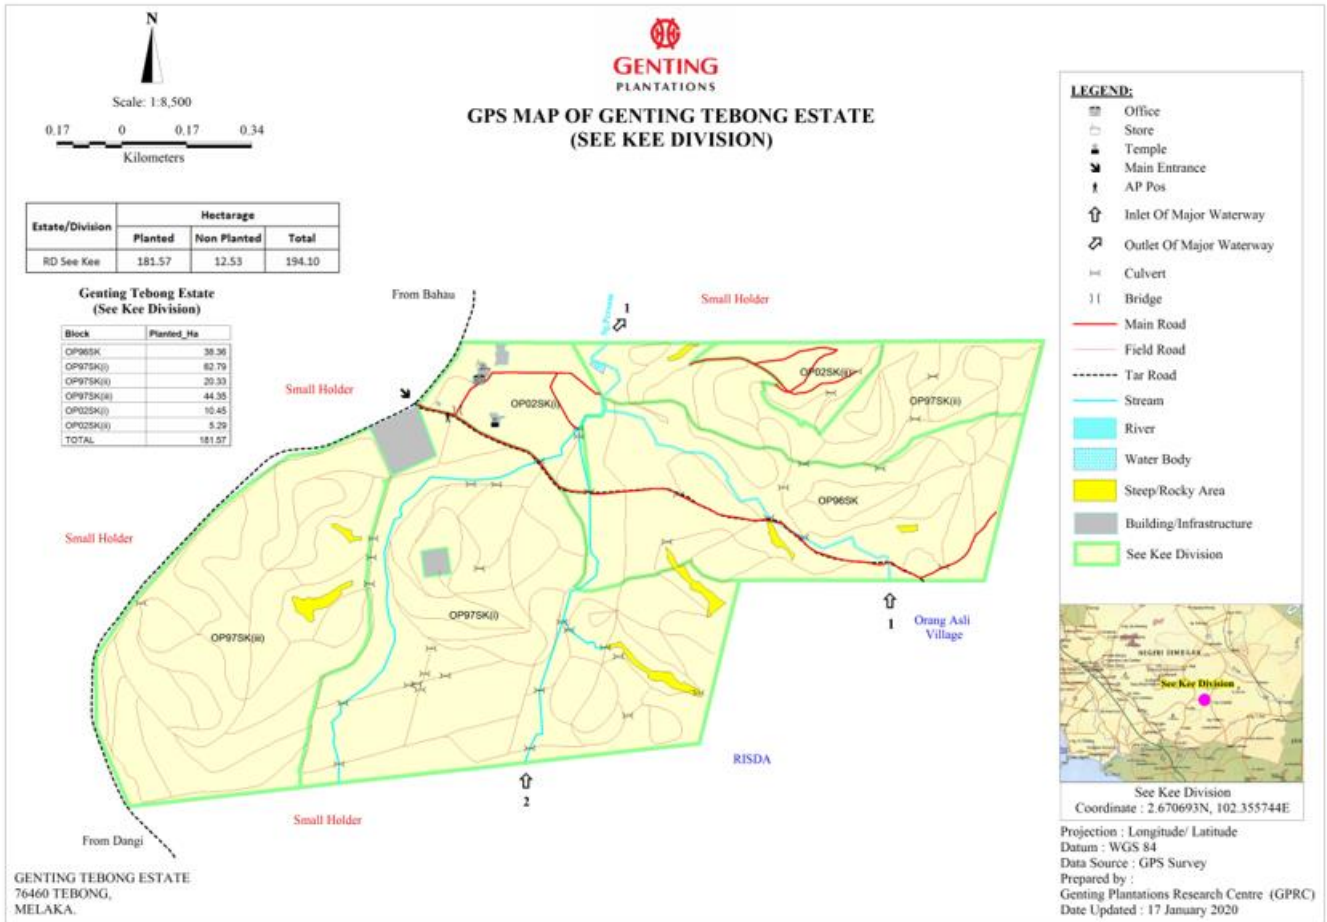 N
Scale: 1:8,500
0.17 0 0.17 0.34
Kilometers
GENTING
PLANTATIONS
GPS MAP OF GENTING TEBONG ESTATE
(SEE KEE DIVISION)
Estate/Division Hectarage
Planted Non Planted Total
RD See Kee 181.57 12.53 194.10
Genting Tebong Estate
(See Kee Division)
Block Planted_Ha
OP96SK 38.36
OP97SK(i) 62.79
OP97SK(ii) 20.33
OP97SK(iii) 44.35
OP02SK(i) 10.45
OP02SK(ii) 5.29
TOTAL 181.57
From Bahau
1
Small Holder
Small Holder
OP02SK(ii)
OP02SK(i)
OP97SK(ii)
OP96SK
Small Holder
OP97SK(i)
OP97SK(iii)
1
Orang Asli
Village
RISDA
2
Small Holder
From Dangi
GENTING TEBONG ESTATE
76460 TEBONG,
MELAKA.
LEGEND:
Office
Store
Temple
Main Entrance
AP Pos
Inlet Of Major Waterway
Outlet Of Major Waterway
Culvert
Bridge
Main Road
Field Road
Tar Road
Stream
River
Water Body
Steep/Rocky Area
Building/Infrastructure
See Kee Division
NEGERI SEMBILAN
See Kee Division
See Kee Division
Coordinate : 2.670693N, 102.355744E
Projection : Longitude/ Latitude
Datum : WGS 84
Data Source : GPS Survey
Prepared by :
Genting Plantations Research Centre (GPRC)
Date Updated : 17 January 2020